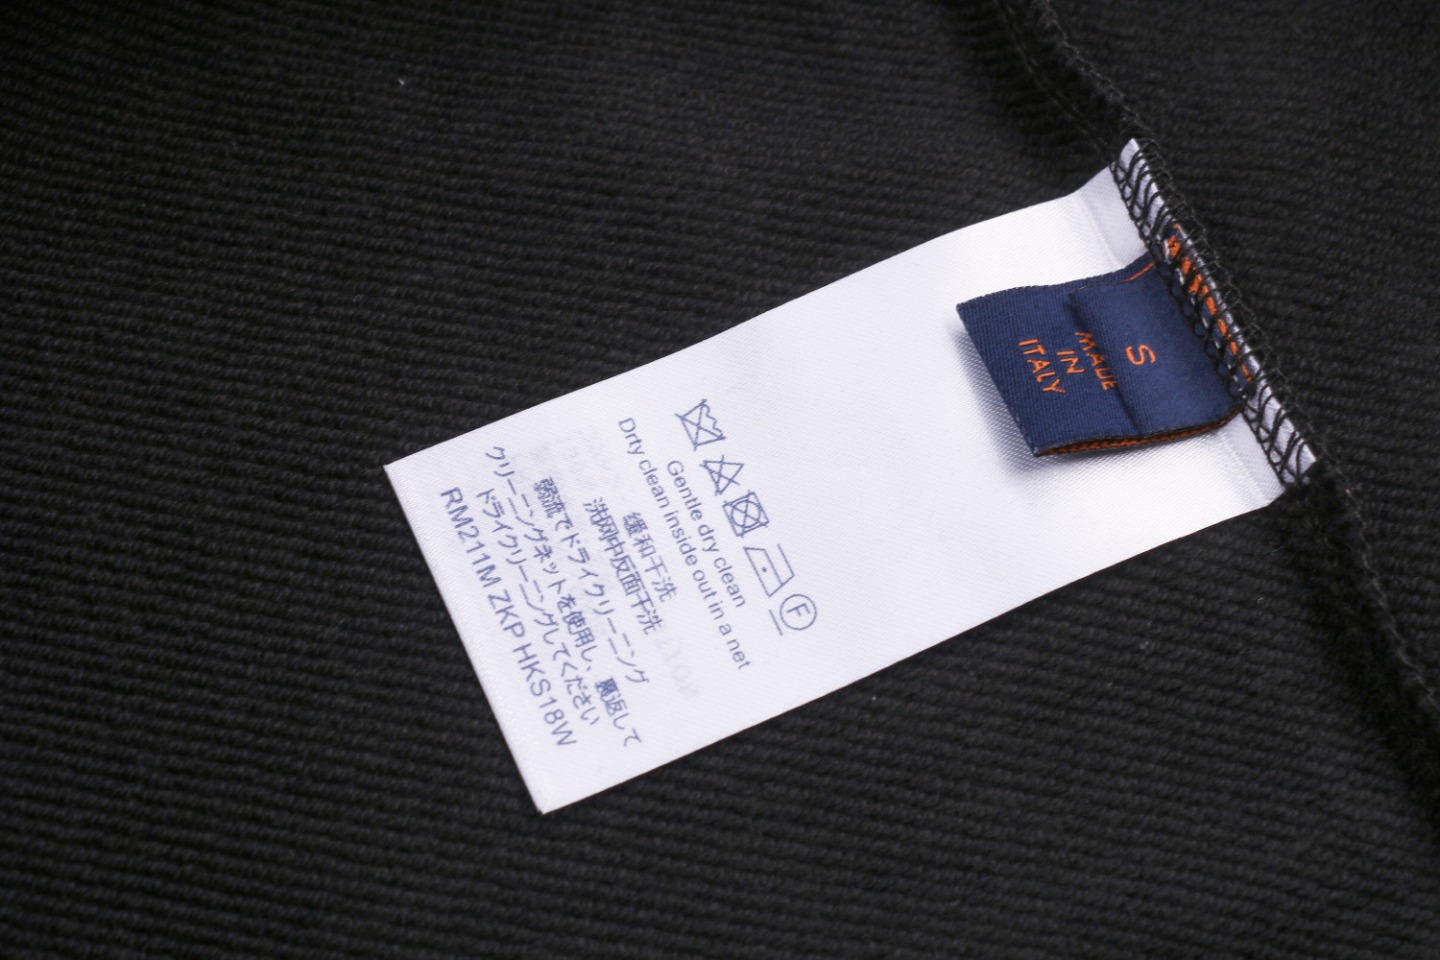 S
MADE
IN
ITALY
F
Gentle dry clean
Drty clean inside out in a net
缓和干洗
洗网中反面干洗
弱流でドライクリーニング
クリーニングネットを使用し、裏返して
ドライクリーニングしてください
RM211M ZKP HKS18W